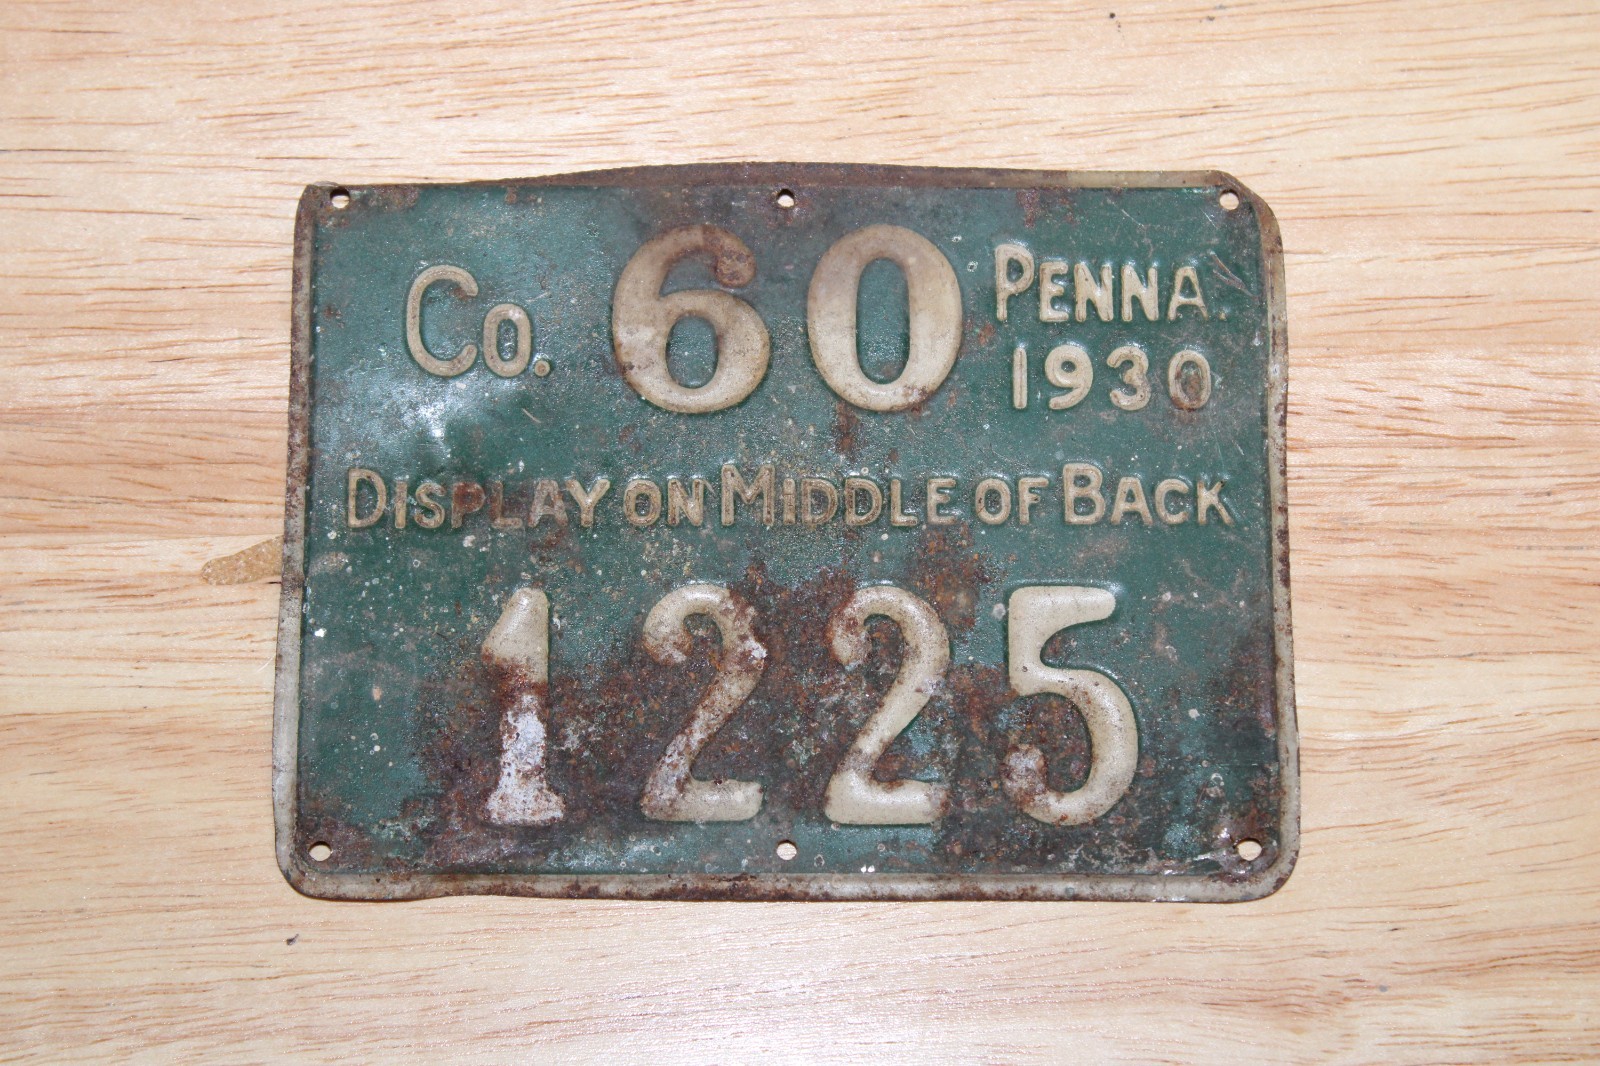 Co. 60 PENNA.
1930
DISPLAY ON MIDDLE OF BACK
1225